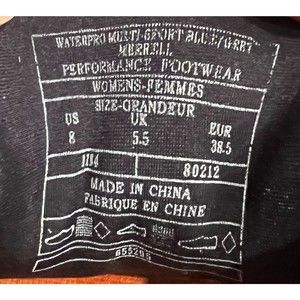 WATERPRO MULTI-SPORT BLUE/GREY
MERRELL
PERFORMANCE FOOTWEAR
WOMENS-FEMMES
SIZE-GRANDEUR
US UK EUR
8 5.5 38.5
1114 80212
MADE IN CHINA
FABRIQUE EN CHINE